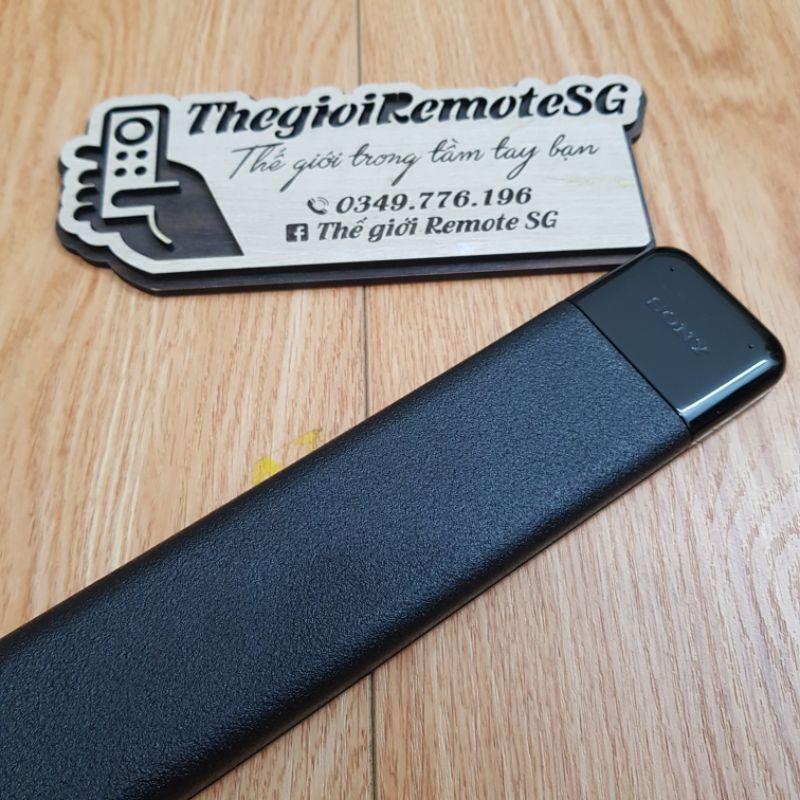 ThegioiRemoteSG
Thế giới trong tầm tay bạn
0349.776.196
Thế giới Remote SG
SONY